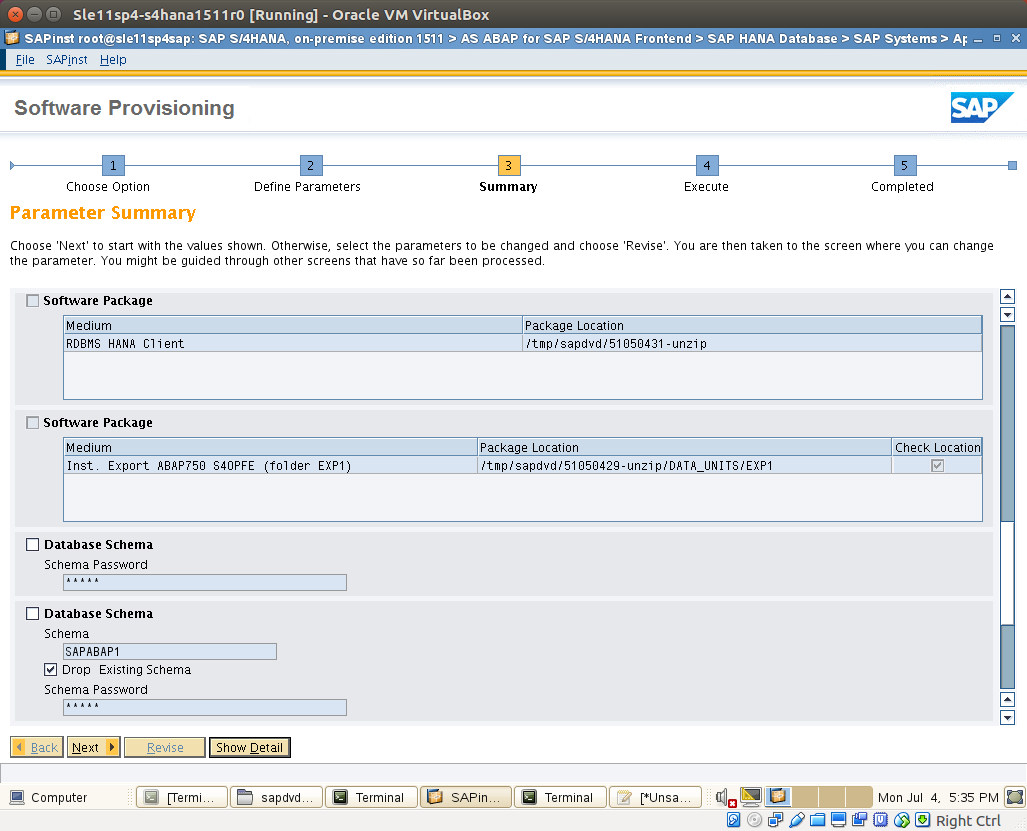 Sle11sp4-s4hana1511r0 [Running] - Oracle VM VirtualBox
SAPinst root@sle11sp4sap: SAP S/4HANA, on-premise edition 1511 > AS ABAP for SAP S/4HANA Frontend > SAP HANA Database > SAP Systems > Ap
File SAPinst Help
Software Provisioning
SAP
1 2 3 4 5
Choose Option Define Parameters Summary Execute Completed
Parameter Summary
Choose 'Next' to start with the values shown. Otherwise, select the parameters to be changed and choose 'Revise'. You are then taken to the screen where you can change
the parameter. You might be guided through other screens that have so far been processed.
Software Package
Medium Package Location
RDBMS HANA Client /tmp/sapdvd/51050431-unzip
Software Package
Medium Package Location Check Location
Inst. Export ABAP750 S4OPFE (folder EXP1) /tmp/sapdvd/51050429-unzip/DATA_UNITS/EXP1
Database Schema
Schema Password
*****
Database Schema
Schema
SAPABAP1
Drop Existing Schema
Schema Password
*****
Back Next Revise Show Detail
Computer [Termi... sapdvd... Terminal SAPin... Terminal [*Unsa... Mon Jul 4, 5:35 PM
Right Ctrl